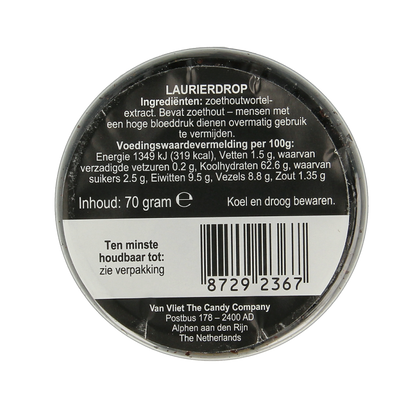 LAURIERDROP
Ingrediënten: zoethoutwortel-
extract. Bevat zoethout – mensen met
een hoge bloeddruk dienen overmatig gebruik
te vermijden.
Voedingswaardevermelding per 100g:
Energie 1349 kJ (319 kcal), Vetten 1.5 g, waarvan
verzadigde vetzuren 0.2 g, Koolhydraten 62.6 g, waarvan
suikers 2.5 g, Eiwitten 9.5 g, Vezels 8.8 g, Zout 1.35 g
Inhoud: 70 gram ℮ Koel en droog bewaren.
Ten minste
houdbaar tot:
zie verpakking
8729 2367
Van Vliet The Candy Company
Postbus 178 – 2400 AD
Alphen aan den Rijn
The Netherlands